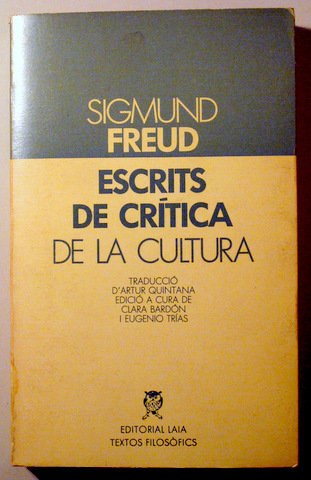 SIGMUND
FREUD
ESCRITS
DE CRÍTICA
DE LA CULTURA
TRADUCCIÓ
D'ARTUR QUINTANA
EDICIÓ A CURA DE
CLARA BARDÓN
I EUGENIO TRÍAS
EDITORIAL LAIA
TEXTOS FILOSÒFICS